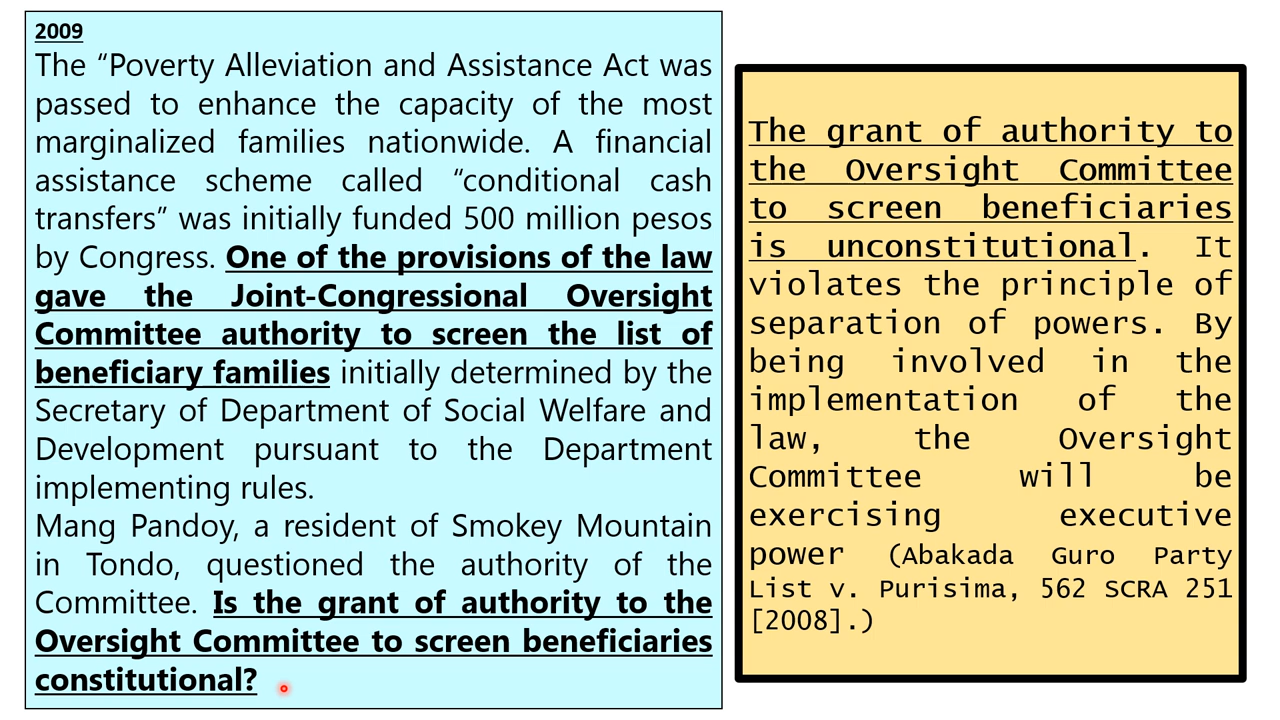 2009
The “Poverty Alleviation and Assistance Act was
passed to enhance the capacity of the most
marginalized families nationwide. A financial
assistance scheme called “conditional cash
transfers” was initially funded 500 million pesos
by Congress. One of the provisions of the law
gave the Joint-Congressional Oversight
Committee authority to screen the list of
beneficiary families initially determined by the
Secretary of Department of Social Welfare and
Development pursuant to the Department
implementing rules.
Mang Pandoy, a resident of Smokey Mountain
in Tondo, questioned the authority of the
Committee. Is the grant of authority to the
Oversight Committee to screen beneficiaries
constitutional?
The grant of authority to
the Oversight Committee
to screen beneficiaries
is unconstitutional. It
violates the principle of
separation of powers. By
being involved in the
implementation of the
law, the Oversight
Committee will be
exercising executive
power (Abakada Guro Party
List v. Purisima, 562 SCRA 251
[2008].)